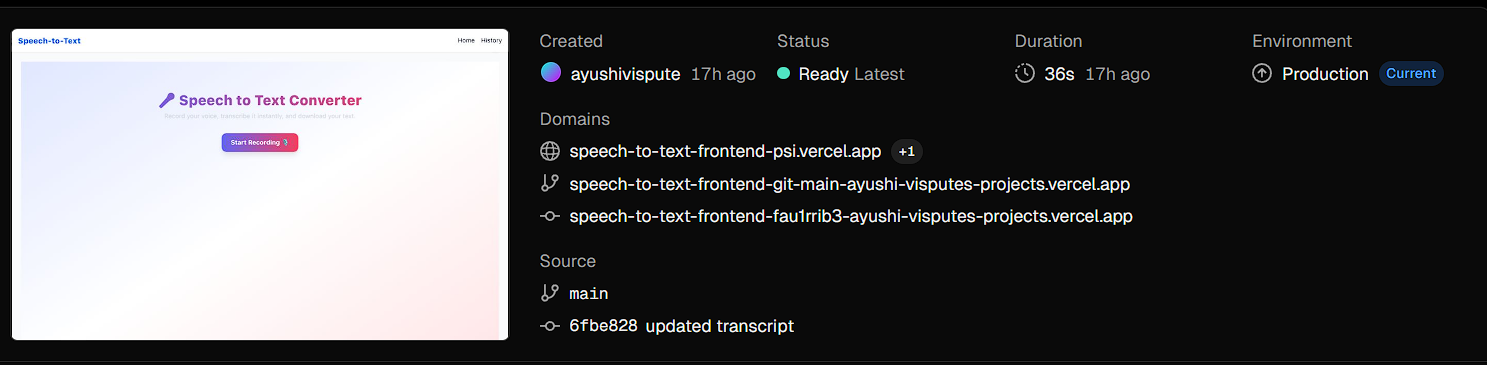 Speech-to-Text
Home History
🎤 Speech to Text Converter
Record your voice, transcribe it instantly, and download your text
Start Recording 🎙️
Created
ayushivispute 17h ago
Status
Ready Latest
Duration
36s 17h ago
Environment
Production Current
Domains
speech-to-text-frontend-psi.vercel.app +1
speech-to-text-frontend-git-main-ayushi-visputes-projects.vercel.app
speech-to-text-frontend-fau1rrib3-ayushi-visputes-projects.vercel.app
Source
main
6fbe828 updated transcript